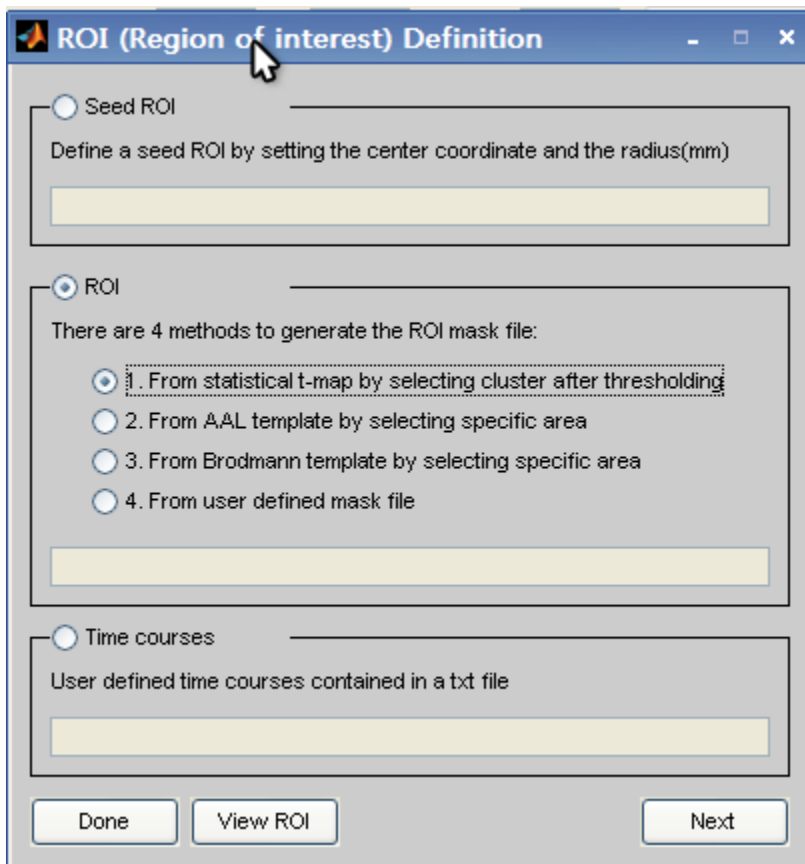 ROI (Region of interest) Definition
Seed ROI
Define a seed ROI by setting the center coordinate and the radius(mm)
ROI
There are 4 methods to generate the ROI mask file:
1. From statistical t-map by selecting cluster after thresholding
2. From AAL template by selecting specific area
3. From Brodmann template by selecting specific area
4. From user defined mask file
Time courses
User defined time courses contained in a txt file
Done View ROI Next